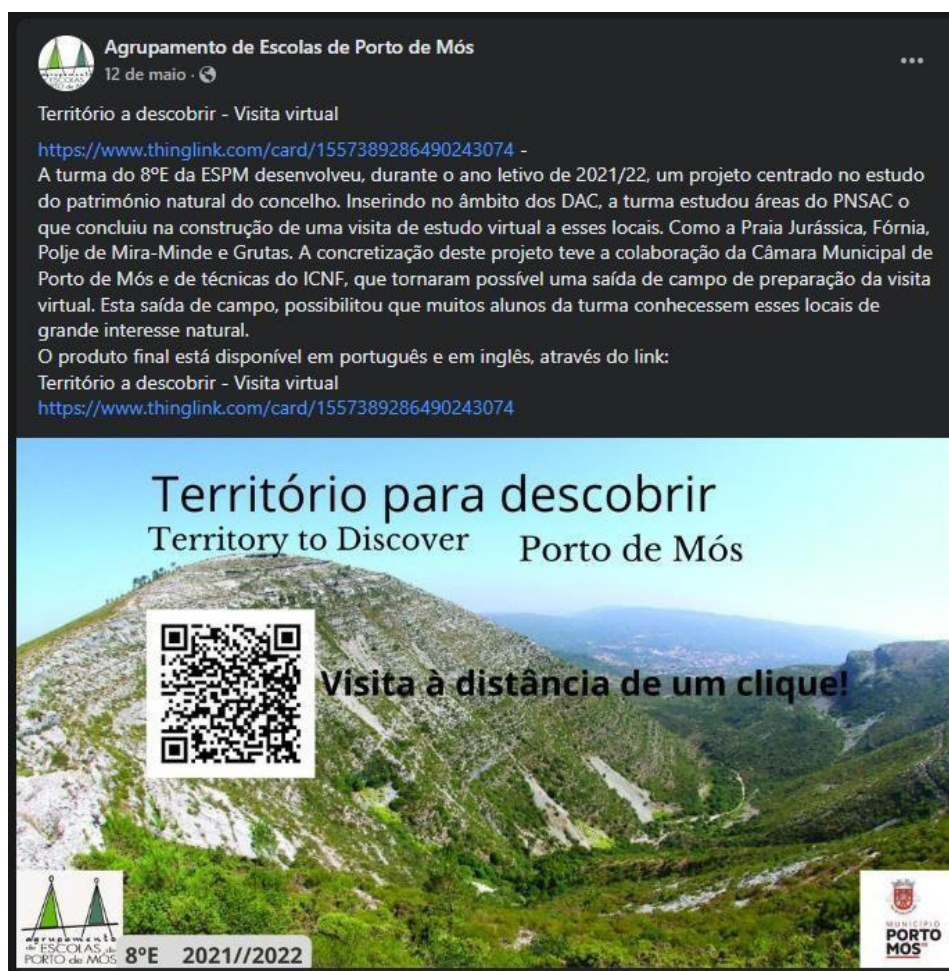 Agrupamento de Escolas de Porto de Mós
12 de maio ·
Território a descobrir - Visita virtual
https://www.thinglink.com/card/1557389286490243074 -
A turma do 8ºE da ESPM desenvolveu, durante o ano letivo de 2021/22, um projeto centrado no estudo
do património natural do concelho. Inserindo no âmbito dos DAC, a turma estudou áreas do PNSAC o
que concluiu na construção de uma visita de estudo virtual a esses locais. Como a Praia Jurássica, Fórnia,
Polje de Mira-Minde e Grutas. A concretização deste projeto teve a colaboração da Câmara Municipal de
Porto de Mós e de técnicas do ICNF, que tornaram possível uma saída de campo de preparação da visita
virtual. Esta saída de campo, possibilitou que muitos alunos da turma conhecessem esses locais de
grande interesse natural.
O produto final está disponível em português e em inglês, através do link:
Território a descobrir - Visita virtual
https://www.thinglink.com/card/1557389286490243074
Território para descobrir
Territory to Discover
Porto de Mós
Visita à distância de um clique!
agrupamento
de ESCOLAS de
PORTO de MÓS
8ºE 2021//2022
MUNICÍPIO
PORTO
MOS